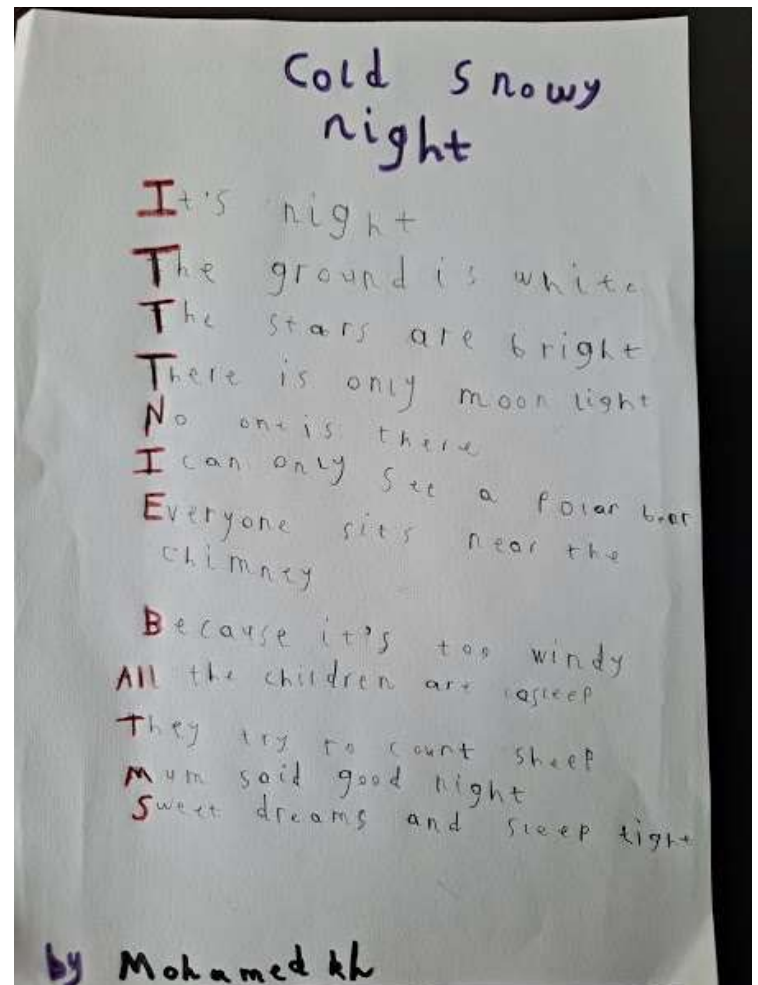 Cold Snowy
night
It's night
The ground is white
The stars are bright
There is only moon light
No one is there
I can only see a Polar bear
Everyone sits near the
chimney
Because it's too windy
All the children are asleep
They try to count sheep
Mum said good night
Sweet dreams and sleep tight
by Mohamed kh